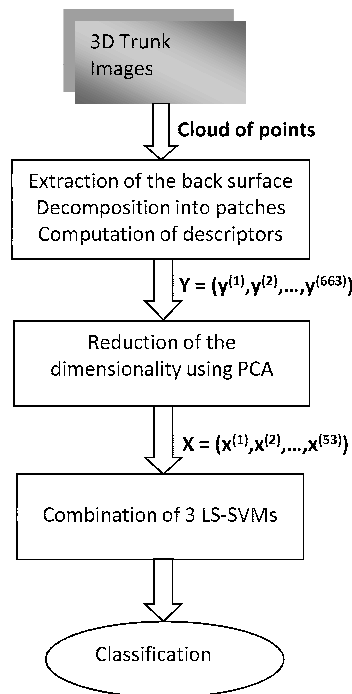 3D Trunk
Images
Cloud of points
Extraction of the back surface
Decomposition into patches
Computation of descriptors
Y = (y⁽¹⁾,y⁽²⁾,...,y⁽⁶⁶³⁾)
Reduction of the
dimensionality using PCA
X = (x⁽¹⁾,x⁽²⁾,...,x⁽⁵³⁾)
Combination of 3 LS-SVMs
Classification